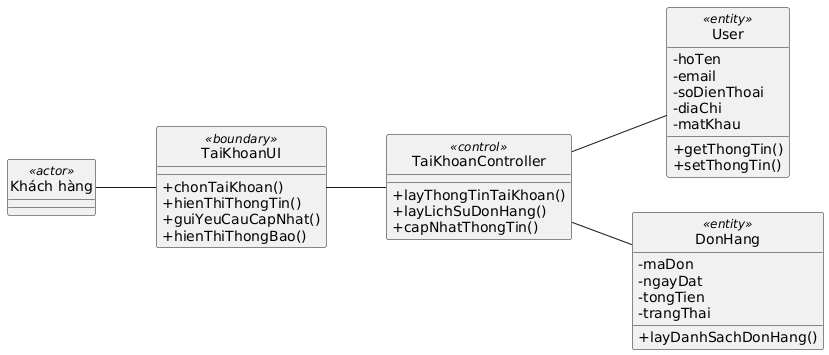 «actor»
Khách hàng
«boundary»
TaiKhoanUI
+chonTaiKhoan()
+hienThiThongTin()
+guiYeuCauCapNhat()
+hienThiThongBao()
«control»
TaiKhoanController
+layThongTinTaiKhoan()
+layLichSuDonHang()
+capNhatThongTin()
«entity»
User
-hoTen
-email
-soDienThoai
-diaChi
-matKhau
+getThongTin()
+setThongTin()
«entity»
DonHang
-maDon
-ngayDat
-tongTien
-trangThai
+layDanhSachDonHang()